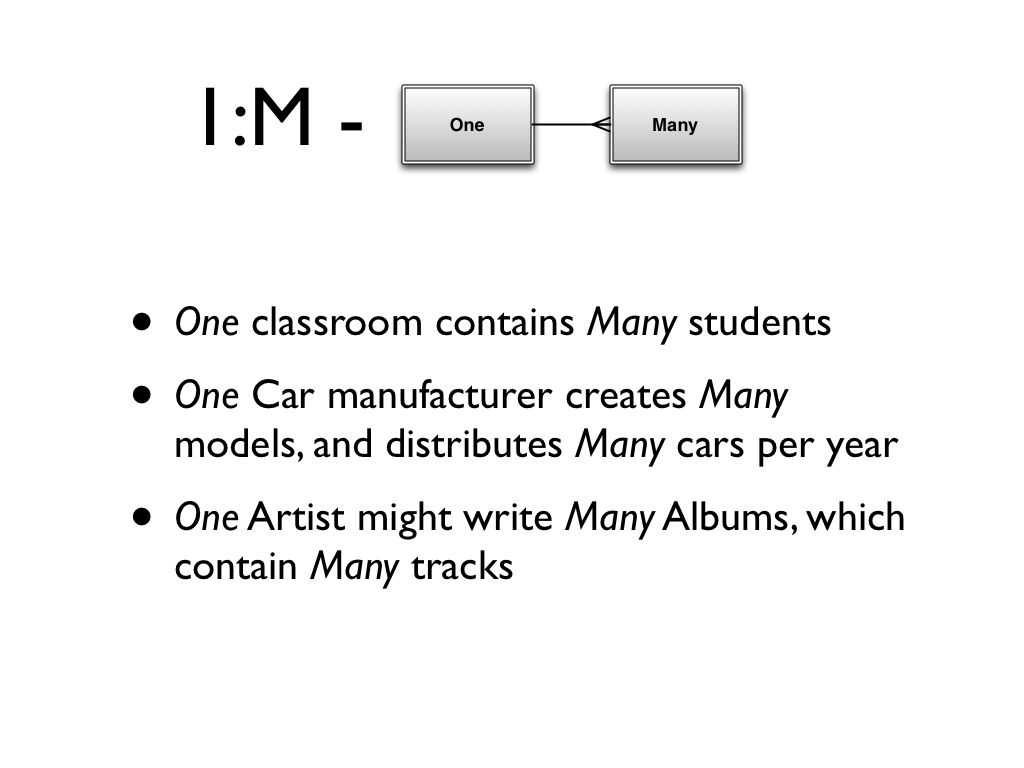 1:M - One Many
• One classroom contains Many students
• One Car manufacturer creates Many
models, and distributes Many cars per year
• One Artist might write Many Albums, which
contain Many tracks